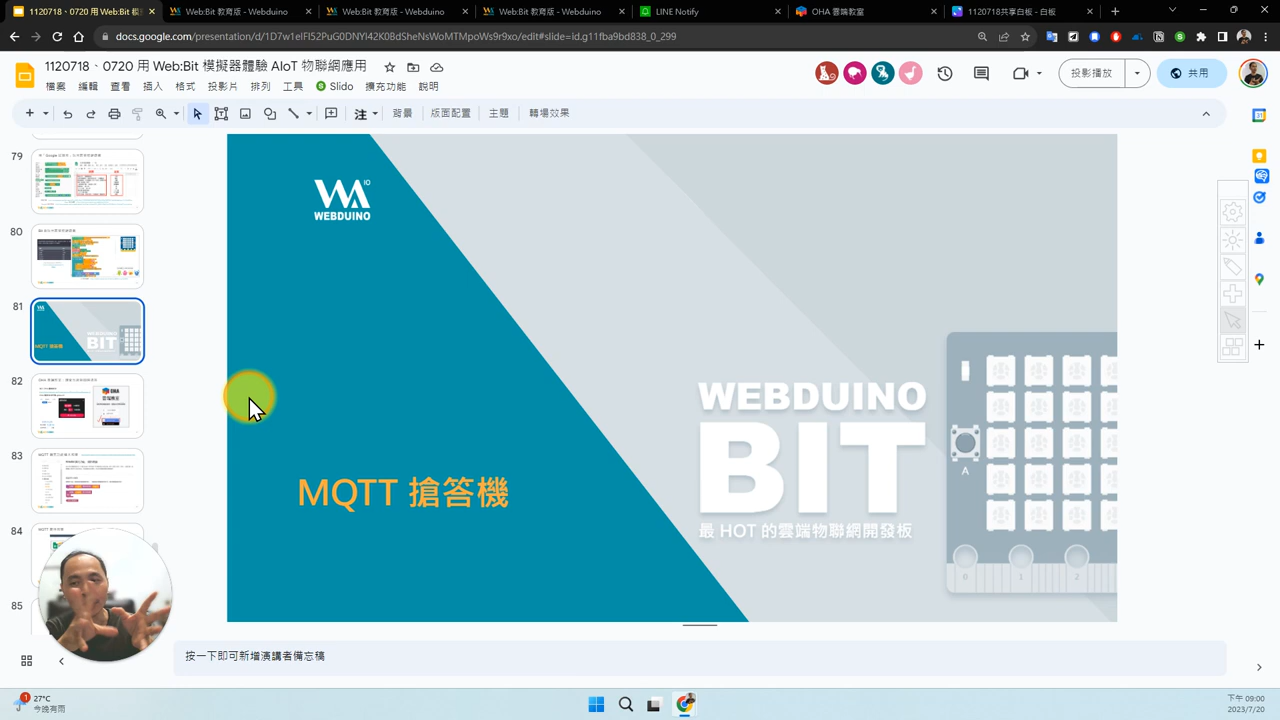 1120718、0720 用 Web:Bit 模
Web:Bit 教育版 - Webduino
Web:Bit 教育版 - Webduino
Web:Bit 教育版 - Webduino
LINE Notify
OHA 雲端教室
1120718共享白板 - 白板
docs.google.com/presentation/d/1D7w1elFI52PuG0DNYI42K0BdSheNsWoMTMpoWs9r9xo/edit#slide=id.g11fba9bd838_0_299
1120718、0720 用 Web:Bit 模擬器體驗 AIoT 物聯網應用
檔案 編輯 查看 插入 格式 投影片 排列 工具 Slido 擴充功能 說明
投影播放
共用
注 背景 版面配置 主題 轉場效果
79
80
81
82
83
84
85
WEBDUINO
IO
WEBDUINO
BIT
最 HOT 的雲端物聯網開發板
MQTT 搶答機
A
0 1 2
按一下即可新增演講者備忘稿
1
27°C
今晚有雨
下午 09:00
2023/7/20